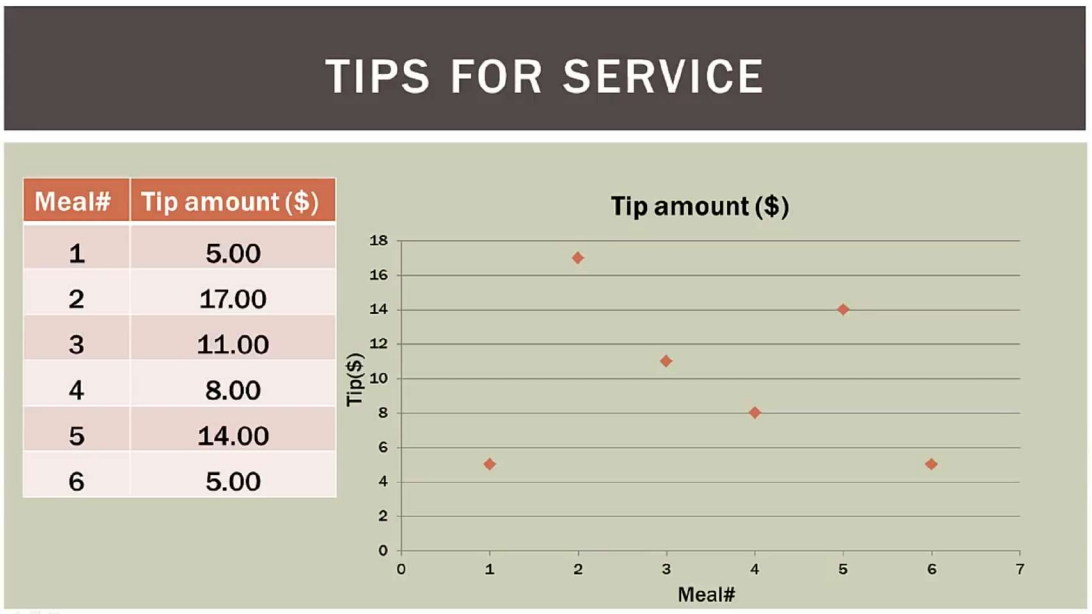 TIPS FOR SERVICE
Meal# Tip amount ($)
1 5.00
2 17.00
3 11.00
4 8.00
5 14.00
6 5.00
Tip amount ($)
18
16
14
12
10
8
6
4
2
0
Tip($)
0 1 2 3 4 5 6 7
Meal#